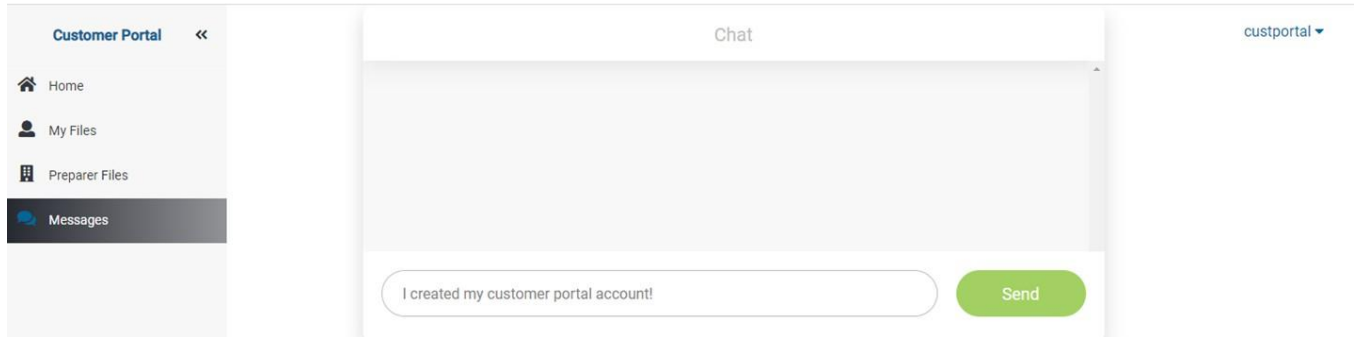 Customer Portal
Home
My Files
Preparer Files
Messages
Chat
I created my customer portal account!
Send
custportal